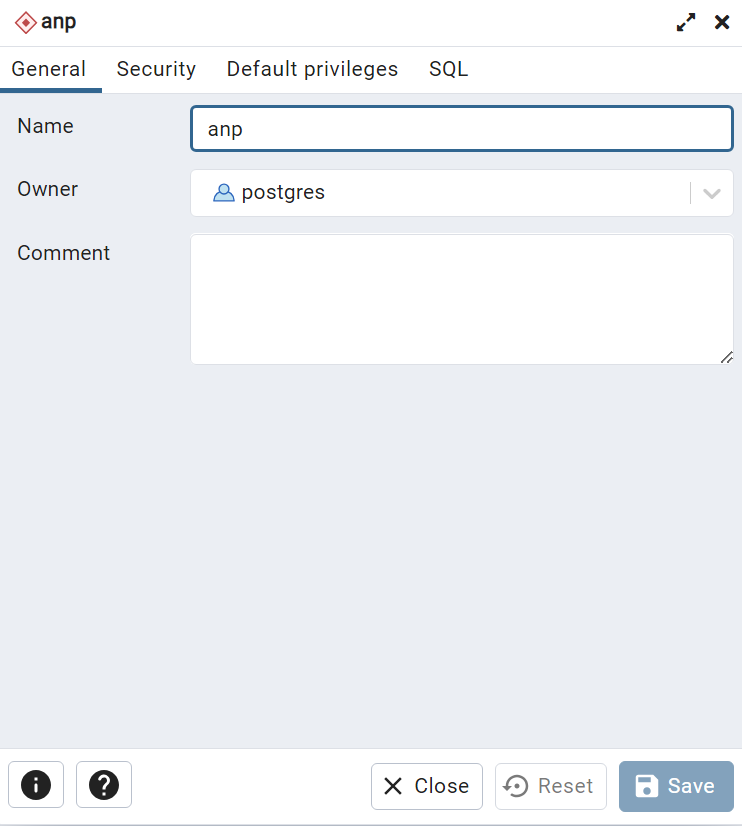 anp
General Security Default privileges SQL
Name
anp
Owner
postgres
Comment
Close Reset Save